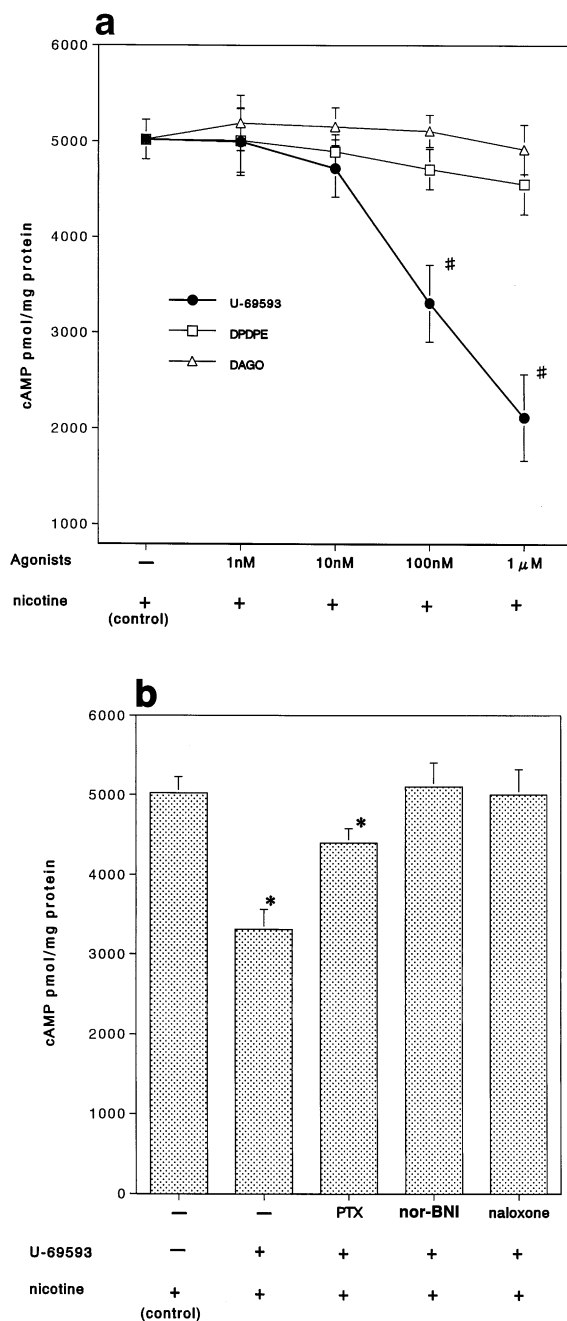 a
6000
5000
4000
3000
2000
1000
cAMP pmol/mg protein
U-69593
DPDPE
DAGO
#
#
Agonists — 1nM 10nM 100nM 1 μM
nicotine + + + + +
(control)
b
6000
5000
4000
3000
2000
1000
0
cAMP pmol/mg protein
*
*
— — PTX nor-BNI naloxone
U-69593 — + + + +
nicotine + + + + +
(control)